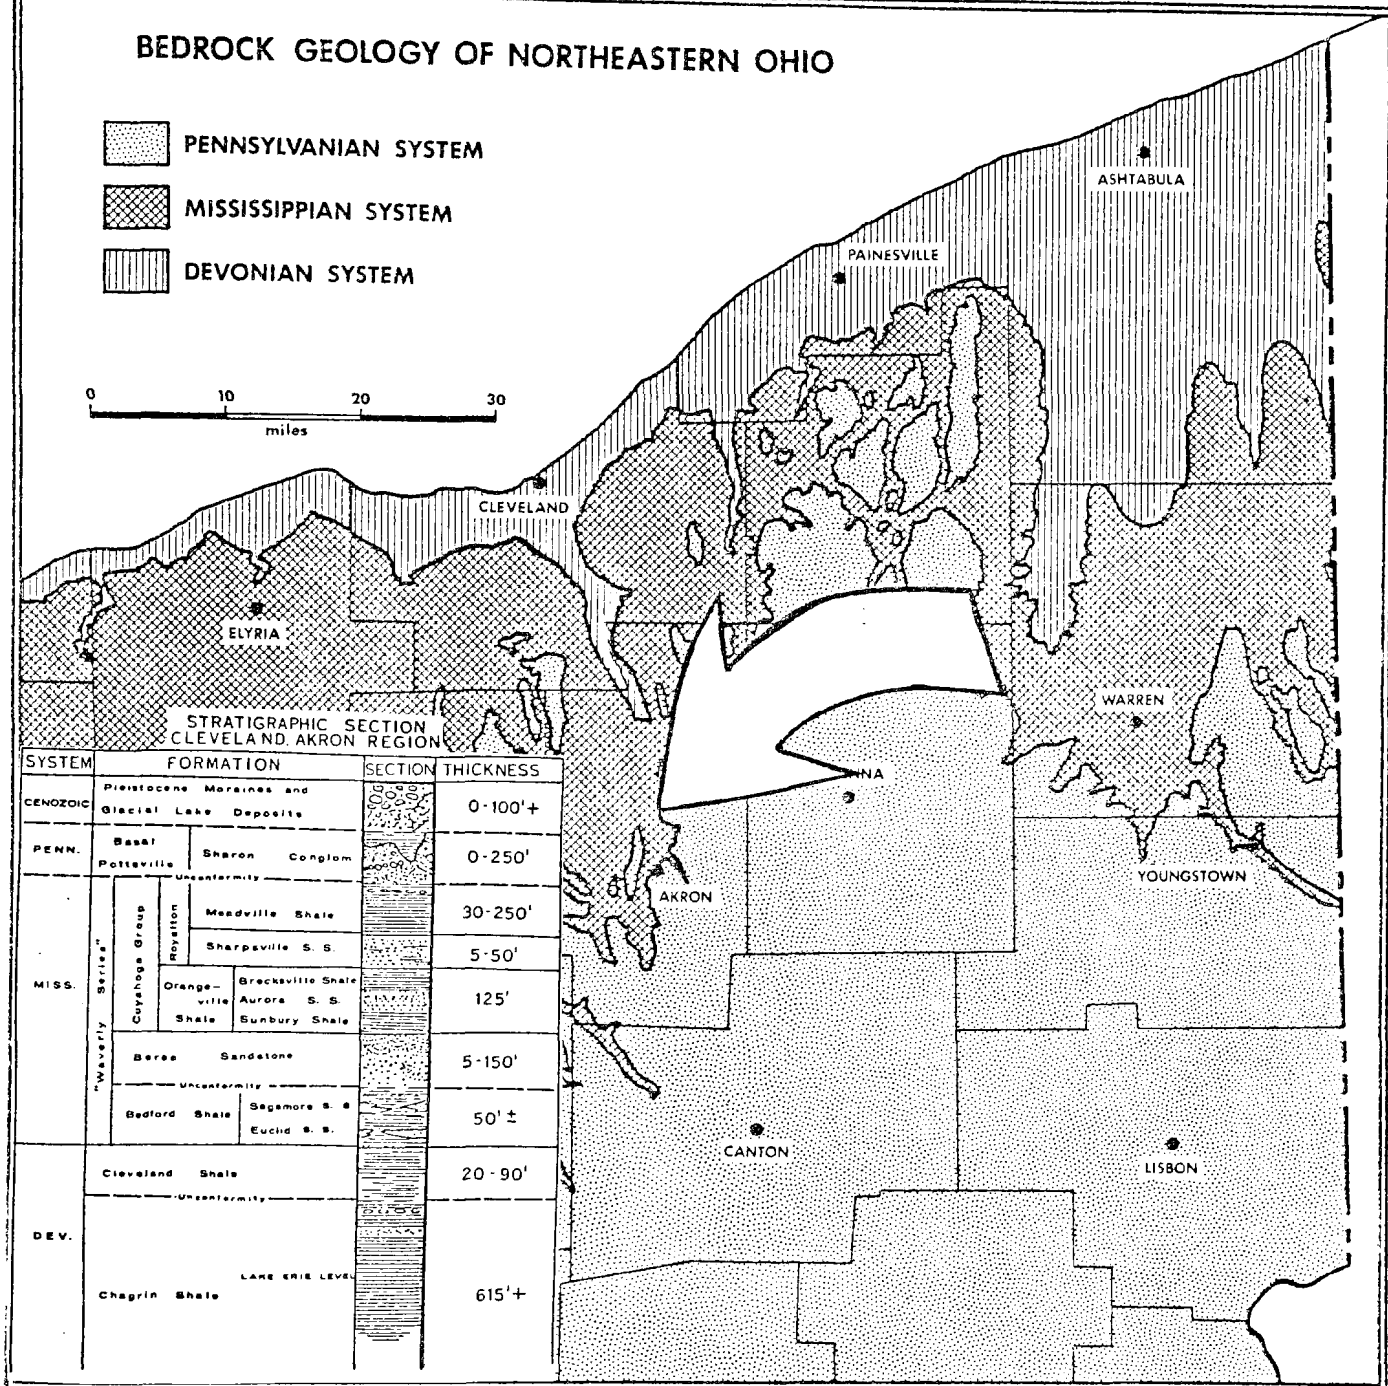 BEDROCK GEOLOGY OF NORTHEASTERN OHIO
PENNSYLVANIAN SYSTEM
MISSISSIPPIAN SYSTEM
DEVONIAN SYSTEM
0 10 20 30
miles
ASHTABULA
PAINESVILLE
CLEVELAND
ELYRIA
WARREN
NNA
YOUNGSTOWN
AKRON
CANTON
LISBON
STRATIGRAPHIC SECTION
CLEVELAND, AKRON REGION
SYSTEM FORMATION SECTION THICKNESS
CENOZOIC Pleistocene Moraines and
Glacial Lake Deposits 0-100'+
PENN. Basal
Pottsville Sharon Conglom 0-250'
Unconformity
MISS. "Waverly Series" Cuyahoga Group Royalton Meadville Shale 30-250'
Sharpsville S. S. 5-50'
Orange-
ville
Shale
Brecksville Shale
Aurora S. S. 125'
Sunbury Shale
Berea Sandstone 5-150'
Unconformity
Bedford Shale Sagamore S. S
Euclid S. S. 50' ±
DEV. Cleveland Shale 20-90'
Unconformity
LAKE ERIE LEVEL
Chagrin Shale 615'+